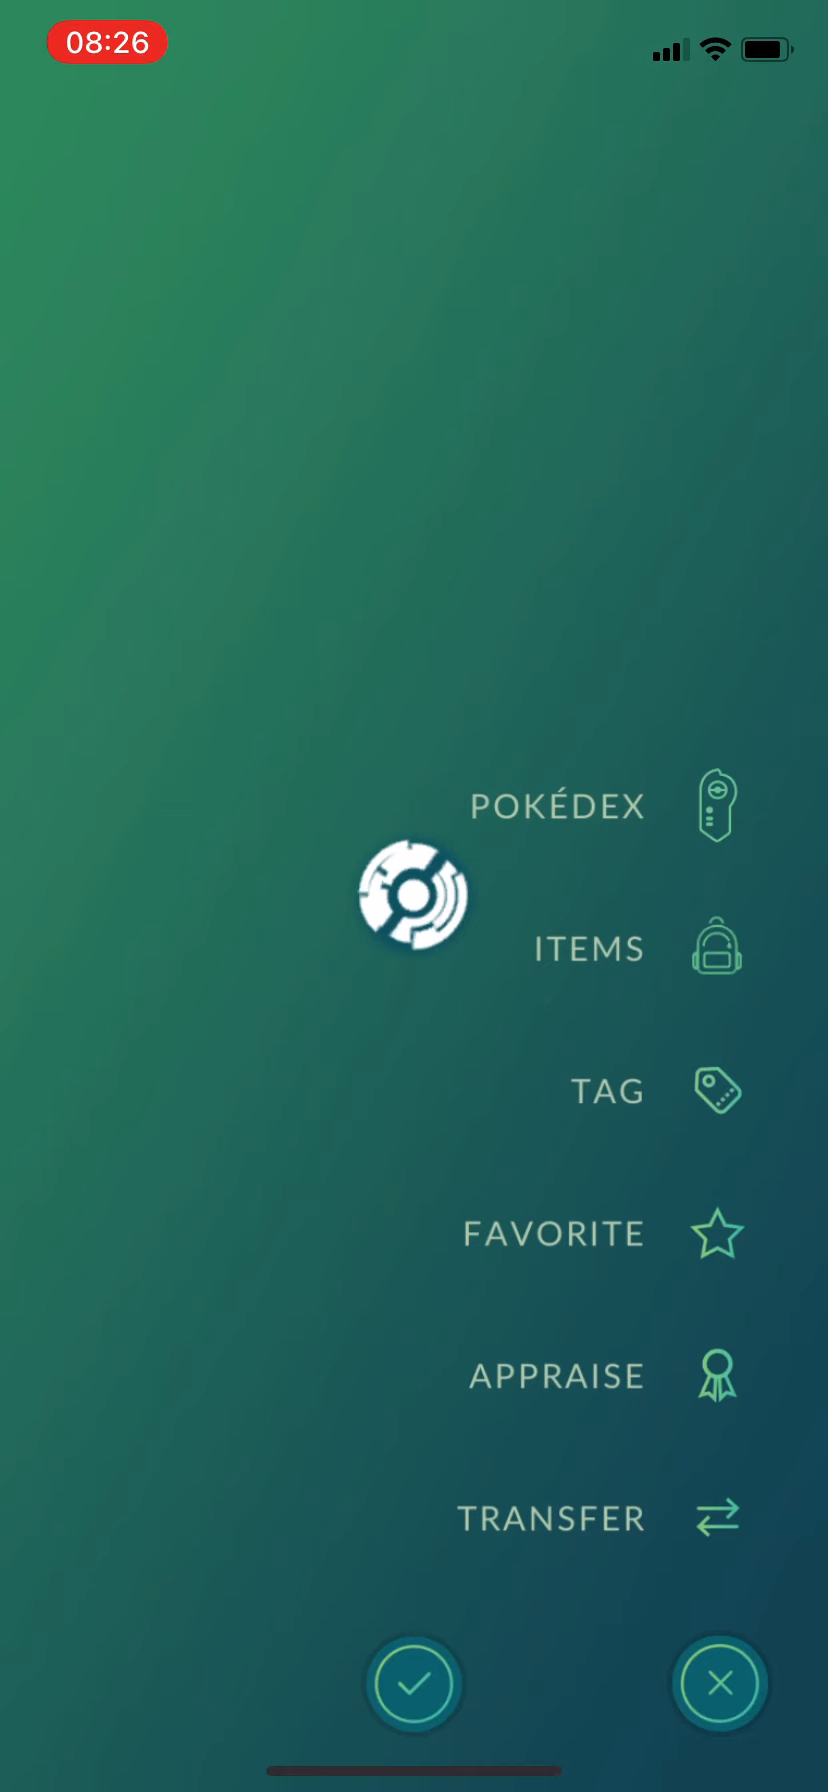 08:26
POKÉDEX
ITEMS
TAG
FAVORITE
APPRAISE
TRANSFER